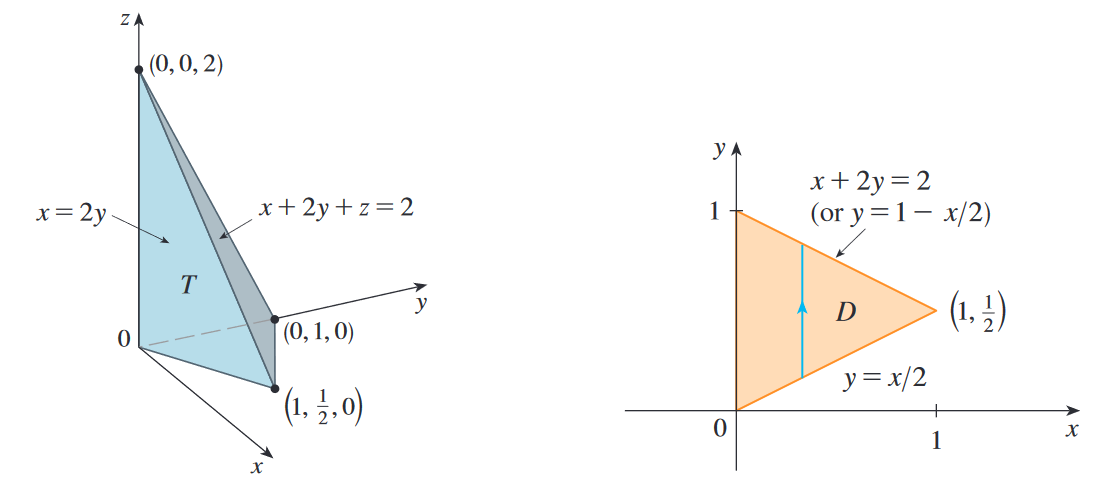 z
(0, 0, 2)
x = 2y
x + 2y + z = 2
T
y
0
(0, 1, 0)
(1, 1/2, 0)
x
y
x + 2y = 2
1
(or y = 1 − x/2)
D
(1, 1/2)
y = x/2
0
1
x